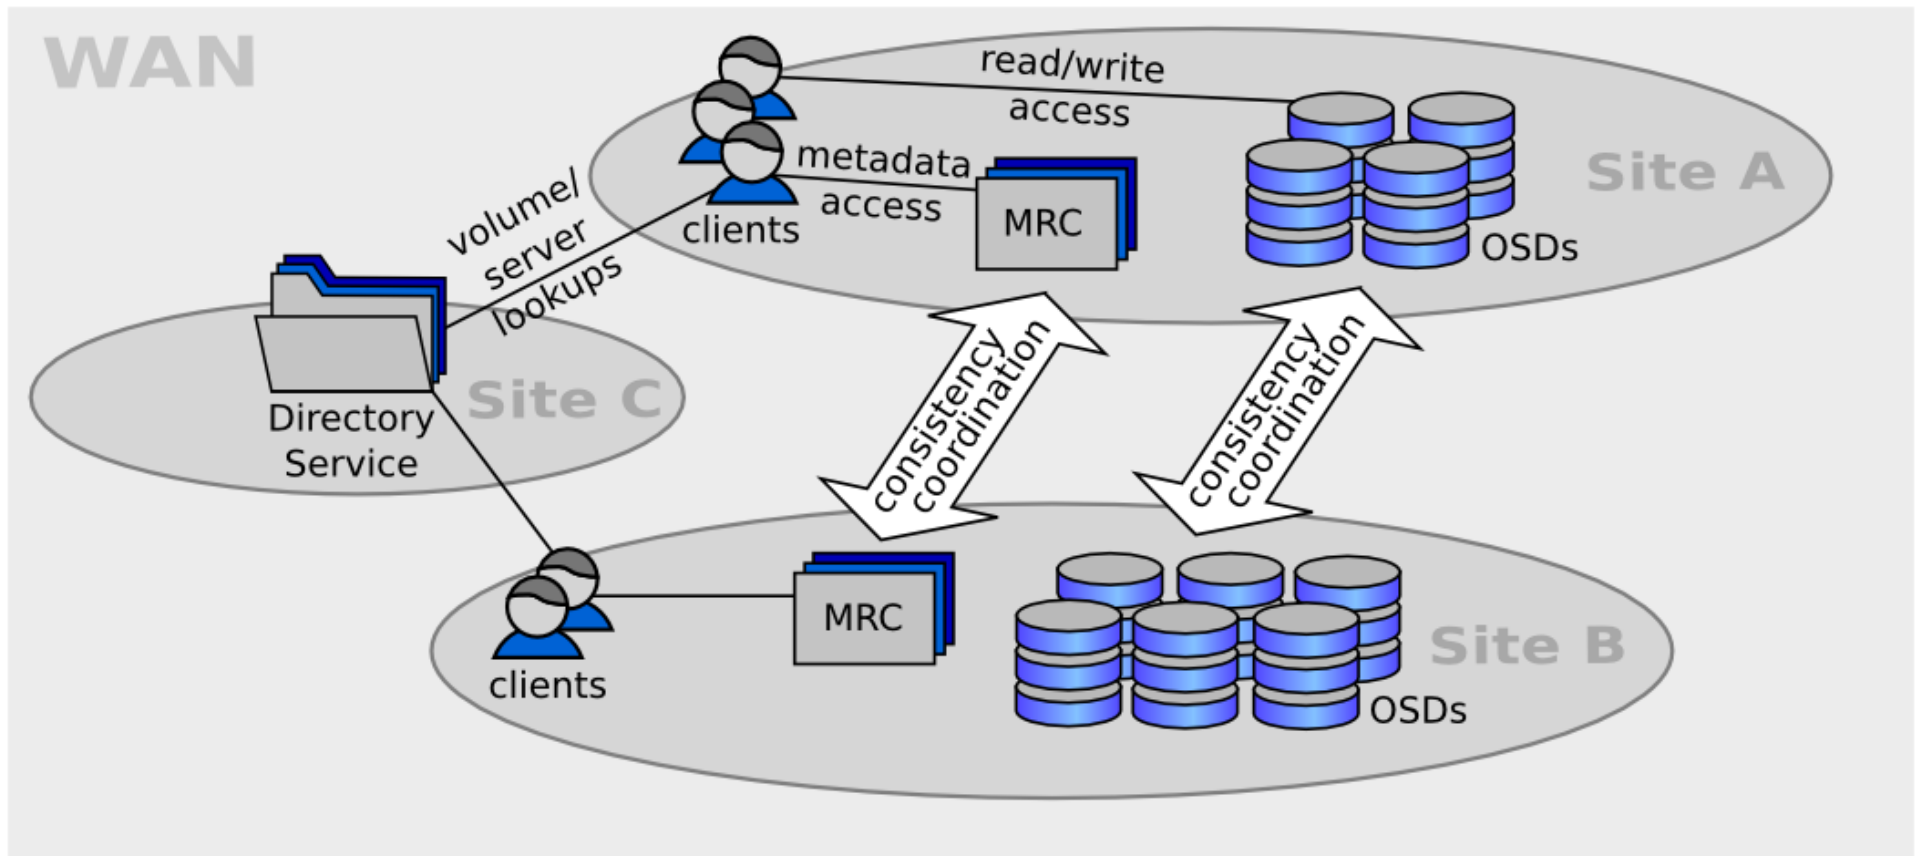 WAN
read/write
access
Site A
metadata
access
MRC
clients
OSDs
volume/
server
lookups
Site C
Directory
Service
consistency
coordination
consistency
coordination
MRC
clients
Site B
OSDs